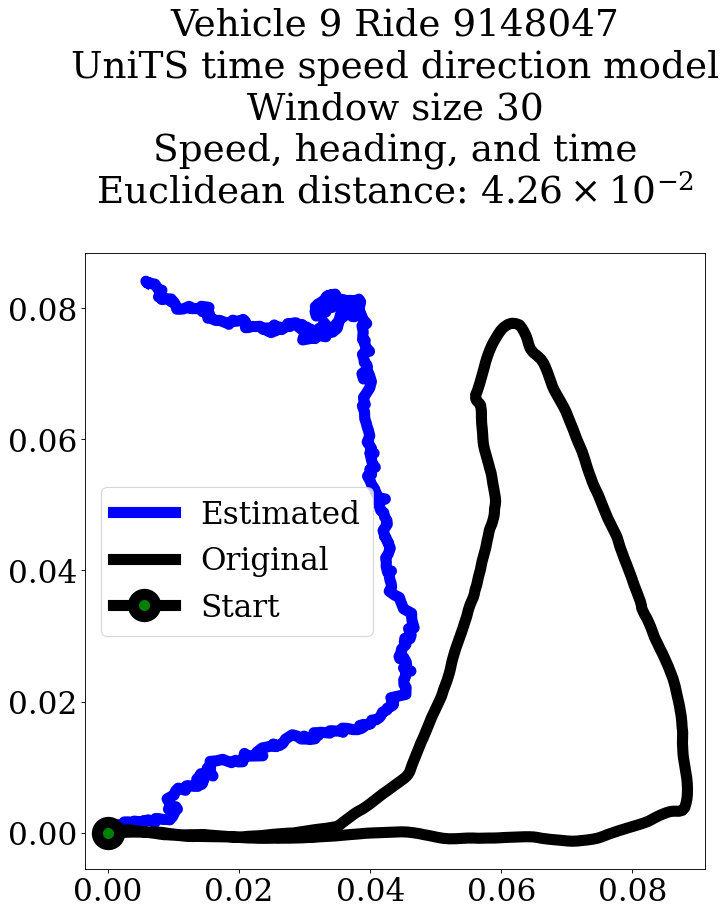 Vehicle 9 Ride 9148047
UniTS time speed direction model
Window size 30
Speed, heading, and time
Euclidean distance: 4.26 × 10⁻²
0.08
0.06
0.04
0.02
0.00
Estimated
Original
Start
0.00 0.02 0.04 0.06 0.08